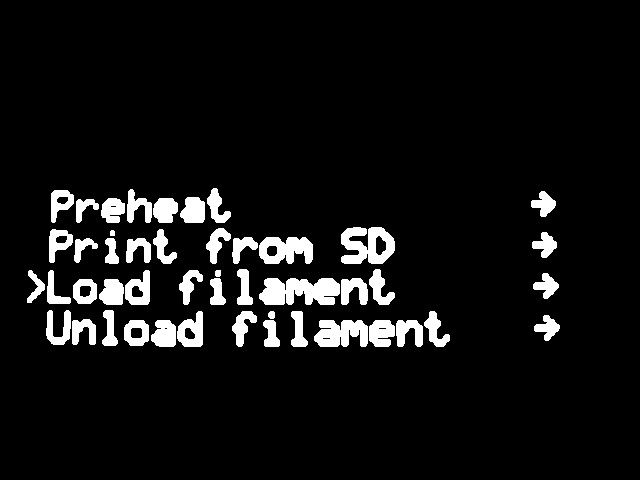 Preheat →
Print from SD →
>Load filament →
Unload filament →